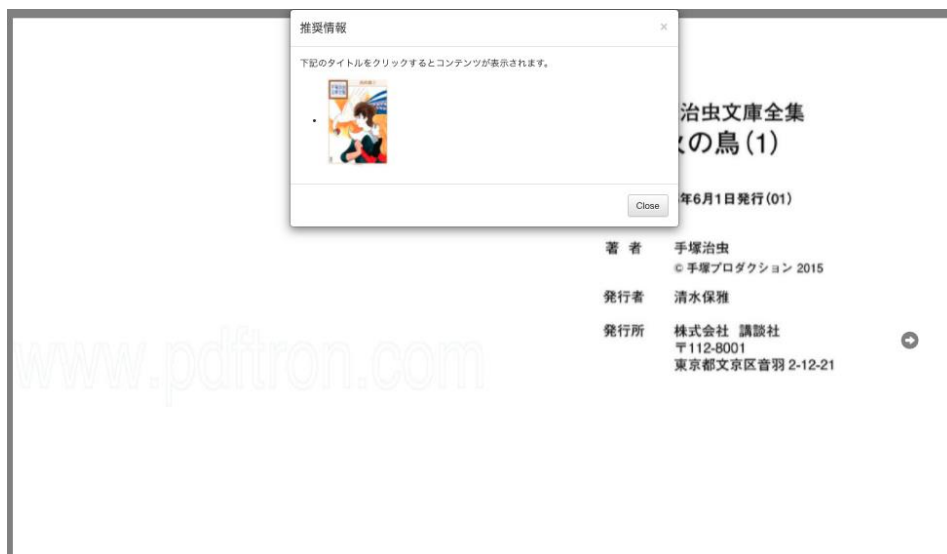 推奨情報
×
下記のタイトルをクリックするとコンテンツが表示されます。
Close
治虫文庫全集
の鳥(1)
年6月1日発行(01)
著 者 手塚治虫
© 手塚プロダクション 2015
発行者 清水保雅
発行所 株式会社 講談社
〒112-8001
東京都文京区音羽 2-12-21
www.pdftron.com